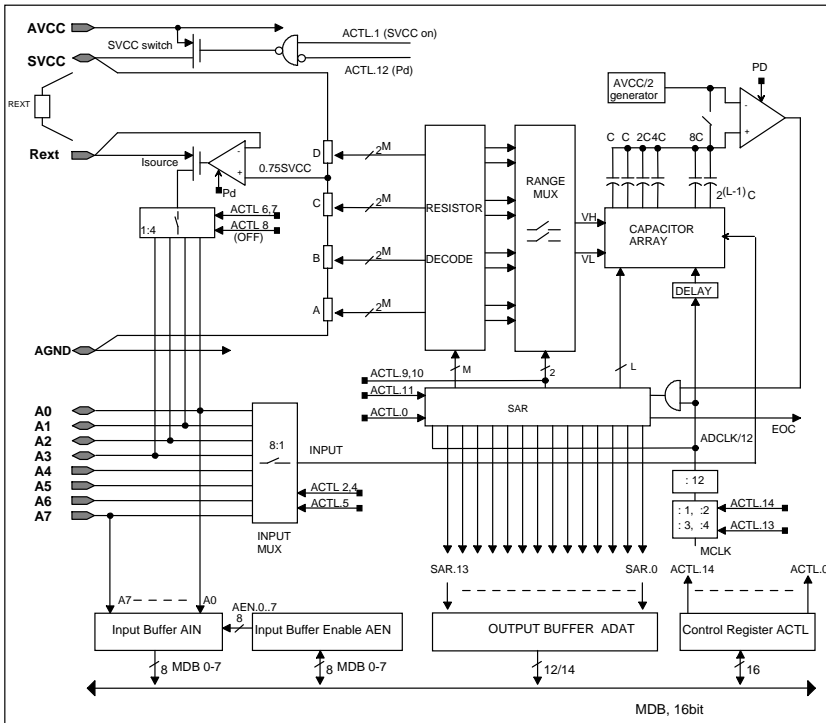 AVCC
ACTL.1 (SVCC on)
SVCC switch
SVCC
ACTL.12 (Pd)
PD
AVCC/2
generator
-
+
REXT
C C 2C 4C 8C
2(L-1) C
Rext
Isource
-
+
0.75SVCC
Pd
D
2M
C
2M
B
2M
A
2M
RESISTOR
DECODE
RANGE
MUX
VH
VL
CAPACITOR
ARRAY
DELAY
1:4
ACTL 6,7
ACTL 8
(OFF)
AGND
M
2
L
ACTL.9,10
ACTL.11
ACTL.0
SAR
EOC
ADCLK/12
A0
A1
A2
A3
A4
A5
A6
A7
8:1
INPUT
ACTL 2,4
ACTL.5
INPUT
MUX
: 12
: 1, :2
: 3, :4
ACTL.14
ACTL.13
MCLK
SAR.13
SAR.0
ACTL.14
ACTL.0
A7
A0
AEN.0..7
8
Input Buffer AIN
Input Buffer Enable AEN
OUTPUT BUFFER ADAT
Control Register ACTL
8 MDB 0-7
8 MDB 0-7
12/14
16
MDB, 16bit